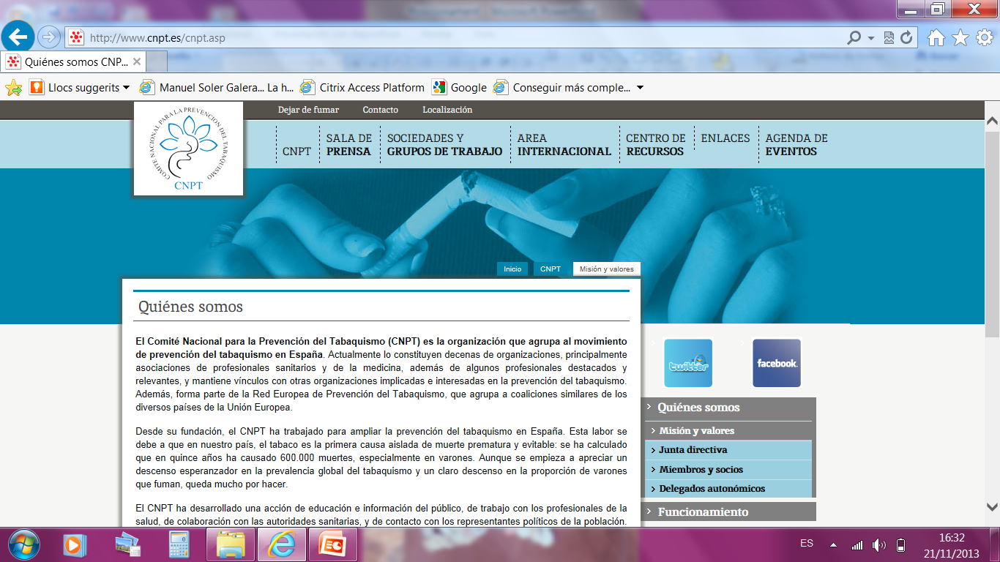 http://www.cnpt.es/cnpt.asp
Quiénes somos CNP...
Llocs suggerits
Manuel Soler Galera... La h...
Citrix Access Platform
Google
Conseguir más comple...
Dejar de fumar
Contacto
Localización
COMITÉ NACIONAL PARA LA PREVENCIÓN DEL TABAQUISMO
CNPT
CNPT
SALA DE
PRENSA
SOCIEDADES Y
GRUPOS DE TRABAJO
AREA
INTERNACIONAL
CENTRO DE
RECURSOS
ENLACES
AGENDA DE
EVENTOS
Inicio
CNPT
Misión y valores
Quiénes somos
El Comité Nacional para la Prevención del Tabaquismo (CNPT) es la organización que agrupa al movimiento
de prevención del tabaquismo en España. Actualmente lo constituyen decenas de organizaciones, principalmente
asociaciones de profesionales sanitarios y de la medicina, además de algunos profesionales destacados y
relevantes, y mantiene vínculos con otras organizaciones implicadas e interesadas en la prevención del tabaquismo.
Además, forma parte de la Red Europea de Prevención del Tabaquismo, que agrupa a coaliciones similares de los
diversos países de la Unión Europea.
Desde su fundación, el CNPT ha trabajado para ampliar la prevención del tabaquismo en España. Esta labor se
debe a que en nuestro país, el tabaco es la primera causa aislada de muerte prematura y evitable: se ha calculado
que en quince años ha causado 600.000 muertes, especialmente en varones. Aunque se empieza a apreciar un
descenso esperanzador en la prevalencia global del tabaquismo y un claro descenso en la proporción de varones
que fuman, queda mucho por hacer.
El CNPT ha desarrollado una acción de educación e información del público, de trabajo con los profesionales de la
salud, de colaboración con las autoridades sanitarias, y de contacto con los representantes políticos de la población.
twitter
facebook.
Quiénes somos
Misión y valores
Junta directiva
Miembros y socios
Delegados autonómicos
Funcionamiento
ES
16:32
21/11/2013